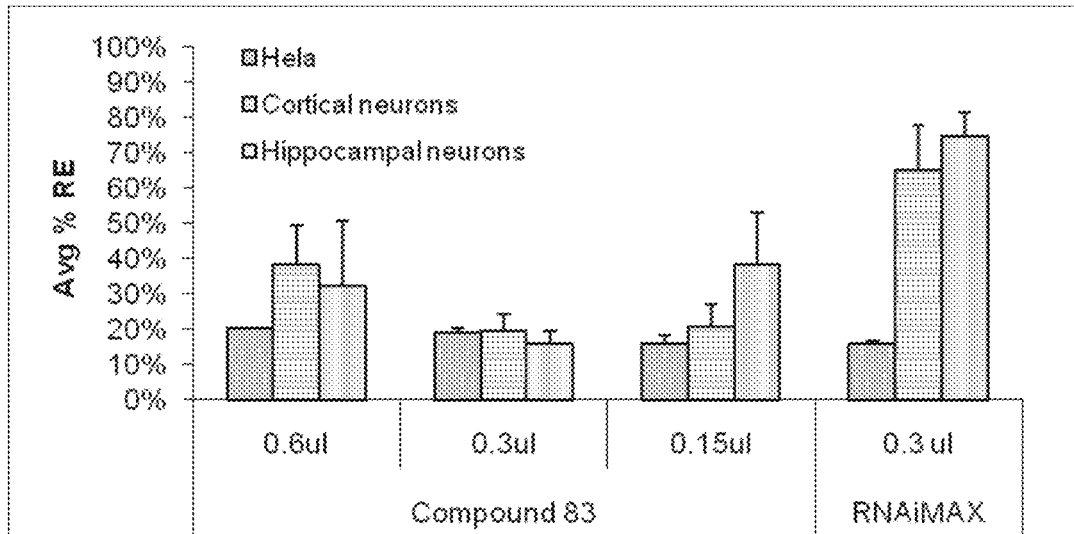 100%
90%
80%
70%
60%
50%
40%
30%
20%
10%
0%
Avg % RE
Hela
Cortical neurons
Hippocampal neurons
0.6ul 0.3ul 0.15ul 0.3 ul
Compound 83 RNAiMAX